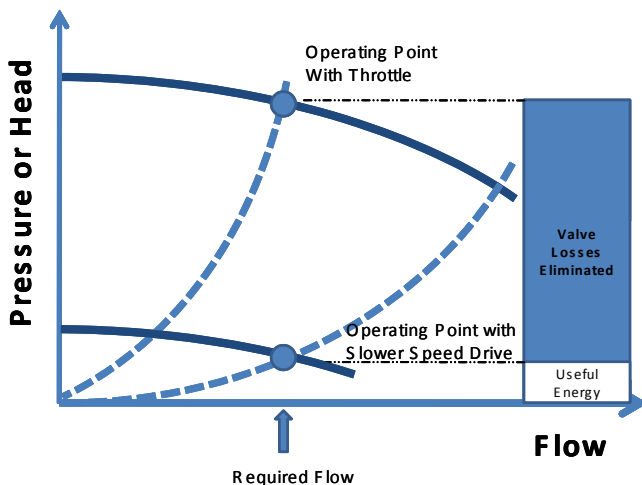 Operating Point
With Throttle
Pressure or Head
Valve
Losses
Eliminated
Operating Point with
Slower Speed Drive
Useful
Energy
Flow
Required Flow